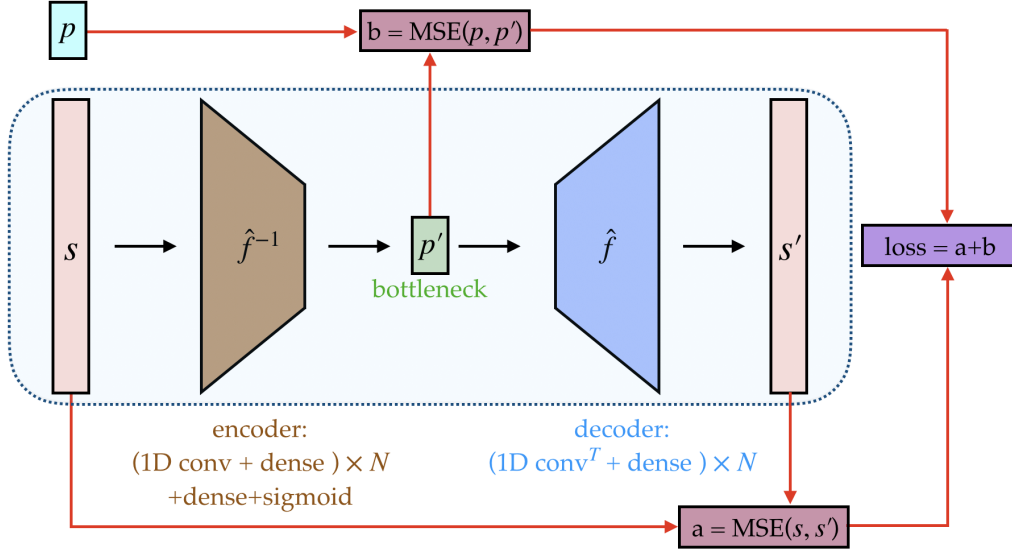 p
b = MSE(p, p′)
s
f̂⁻¹
p′
bottleneck
f̂
s′
loss = a+b
encoder:
(1D conv + dense ) × N
+dense+sigmoid
decoder:
(1D convᵀ + dense ) × N
a = MSE(s, s′)